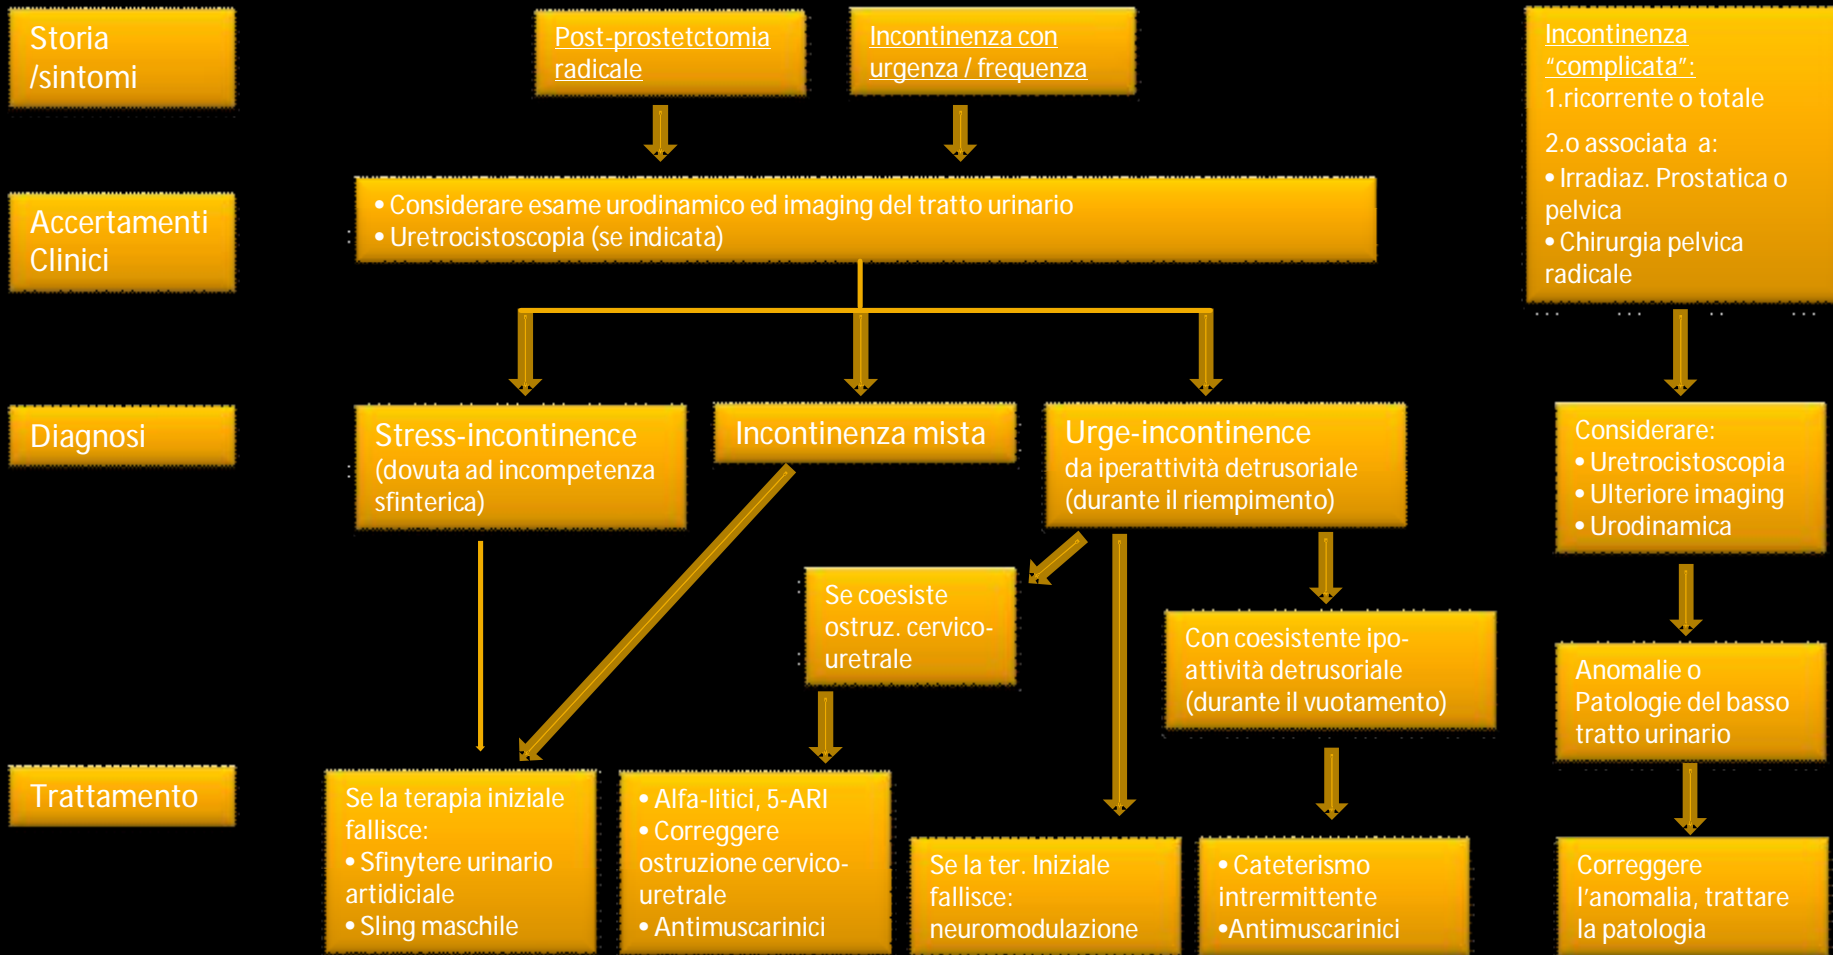 Storia
/sintomi
Post-prostetctomia
radicale
Incontinenza con
urgenza / frequenza
Incontinenza
“complicata”:
1.ricorrente o totale
2.o associata a:
• Irradiaz. Prostatica o
pelvica
• Chirurgia pelvica
radicale
Accertamenti
Clinici
• Considerare esame urodinamico ed imaging del tratto urinario
• Uretrocistoscopia (se indicata)
Diagnosi
Stress-incontinence
(dovuta ad incompetenza
sfinterica)
Incontinenza mista
Urge-incontinence
da iperattività detrusoriale
(durante il riempimento)
Considerare:
• Uretrocistoscopia
• Ulteriore imaging
• Urodinamica
Se coesiste
ostruz. cervico-
uretrale
Con coesistente ipo-
attività detrusoriale
(durante il vuotamento)
Anomalie o
Patologie del basso
tratto urinario
Trattamento
Se la terapia iniziale
fallisce:
• Sfinytere urinario
artidiciale
• Sling maschile
• Alfa-litici, 5-ARI
• Correggere
ostruzione cervico-
uretrale
• Antimuscarinici
Se la ter. Iniziale
fallisce:
neuromodulazione
• Cateterismo
intrermittente
•Antimuscarinici
Correggere
l’anomalia, trattare
la patologia